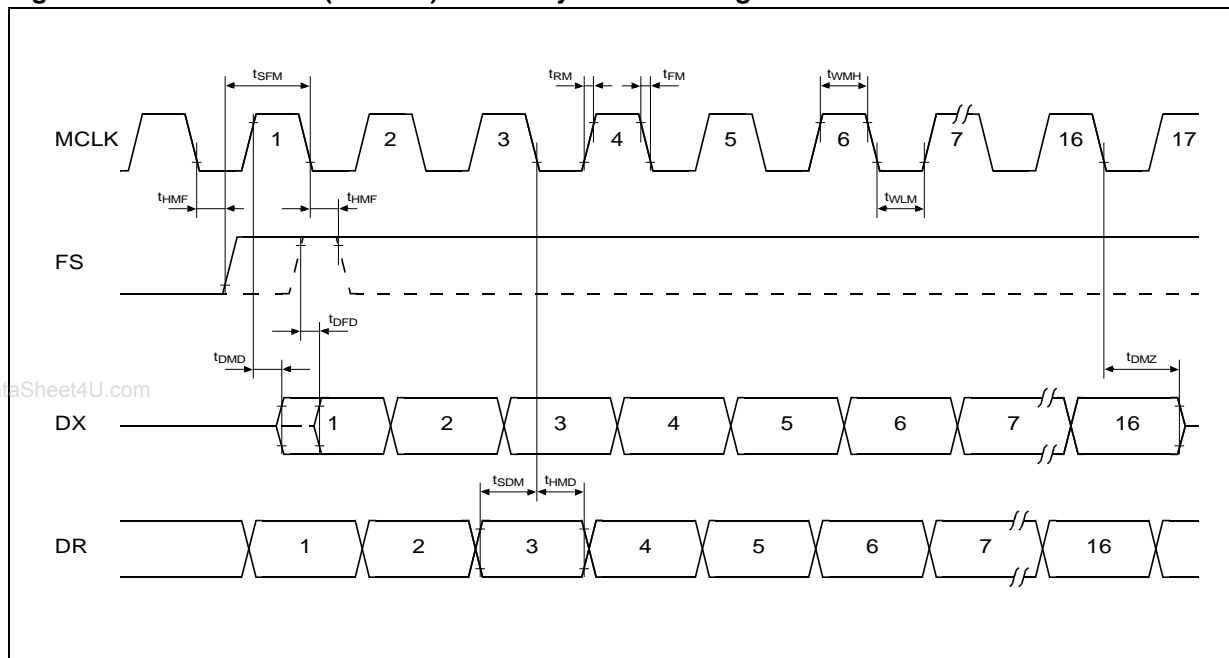 tSFM tRM tFM tWMH
MCLK 1 2 3 4 5 6 7 16 17
tHMF tHMF tWLM
FS
tDFD
tDMD tDMZ
taSheet4U.com
DX 1 2 3 4 5 6 7 16
tSDM tHMD
DR 1 2 3 4 5 6 7 16